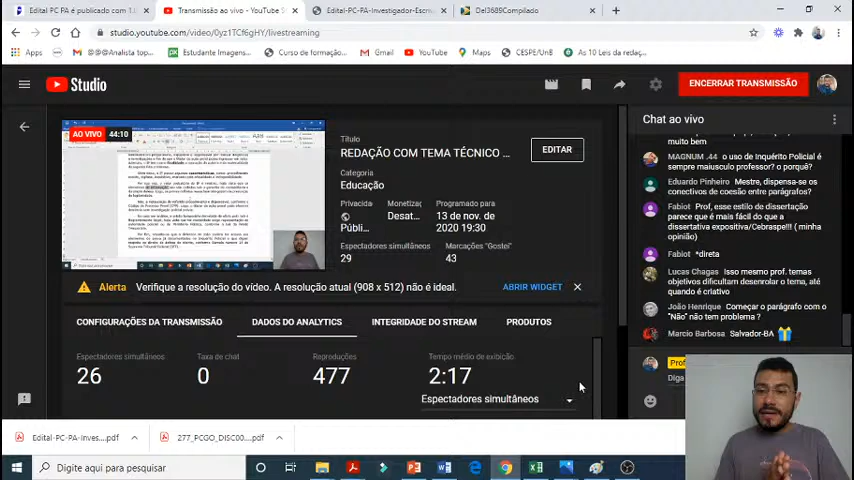 Edital PC PA é publicado com 1.
Transmissão ao vivo - YouTube S
Edital-PC-PA-Investigador-Escri
Del3689Compilado
studio.youtube.com/video/0yz1TCf6gHY/livestreaming
Apps
@@@Analista top...
Estudante Imagens...
Curso de formação...
Gmail
YouTube
Maps
CESPE/UnB
As 10 Leis da redaç...
Studio
ENCERRAR TRANSMISSÃO
AO VIVO 44:10
Título
REDAÇÃO COM TEMA TÉCNICO ...
EDITAR
Categoria
Educação
Privacida
Monetizaç
Programado para
Públi...
Desat...
13 de nov. de
2020 19:30
Espectadores simultâneos
Marcações "Gostei"
29
43
Alerta
Verifique a resolução do vídeo. A resolução atual (908 x 512) não é ideal.
ABRIR WIDGET
CONFIGURAÇÕES DA TRANSMISSÃO
DADOS DO ANALYTICS
INTEGRIDADE DO STREAM
PRODUTOS
Espectadores simultâneos
Taxa de chat
Reproduções
Tempo médio de exibição
26
0
477
2:17
Espectadores simultâneos
Chat ao vivo
muito bem
MAGNUM .44 o uso de Inquérito Policial é
sempre maiusculo professor? o porquê?
Eduardo Pinheiro Mestre, dispensa-se os
conectivos de coesão entre parágrafos?
Fabiot Prof, esse estilo de dissertação
parece que é mais fácil do que a
dissertativa expositiva/Cebraspe!!! ( minha
opinião)
Fabiot *direta
Lucas Chagas Isso mesmo prof. temas
objetivos dificultam desenrolar o tema, até
quando é criativo
João Henrique Começar o parágrafo com o
"Não" não tem problema ?
Marcio Barbosa Salvador-BA
Prof
Diga
Edital-PC-PA-Inves....pdf
277_PCGO_DISC00....pdf
Digite aqui para pesquisar